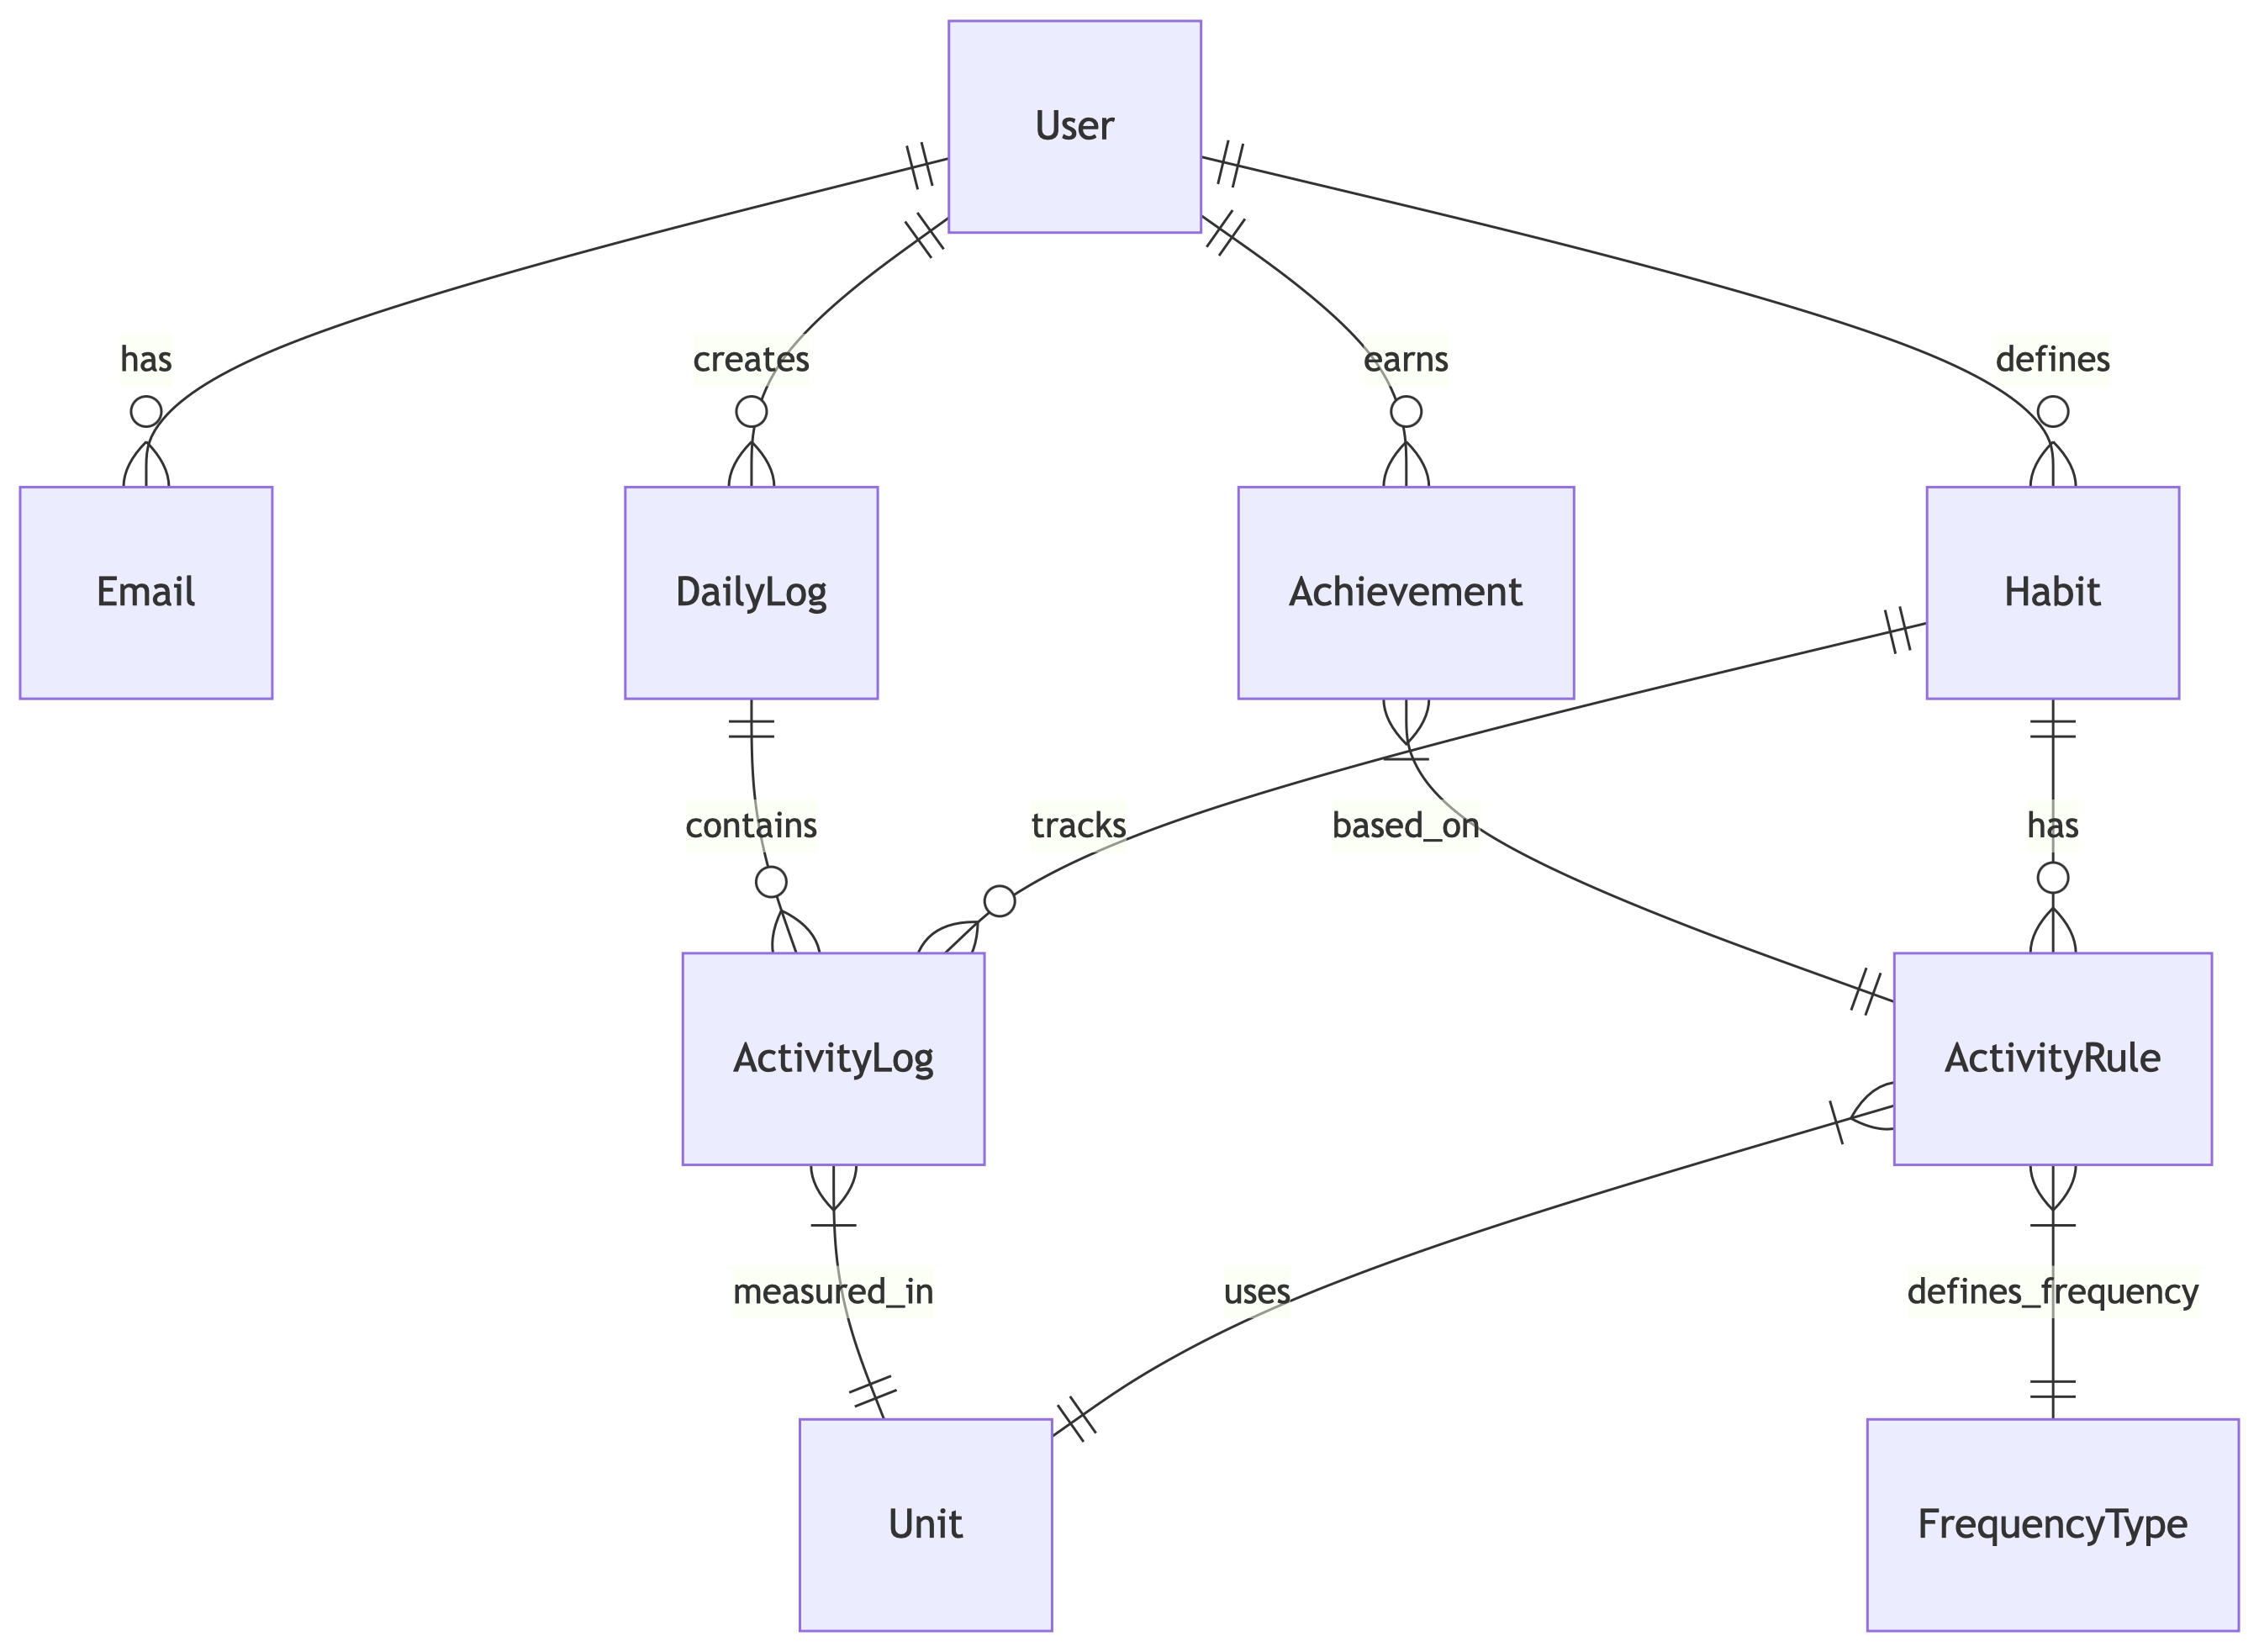 User
has
creates
earns
defines
Email
DailyLog
Achievement
Habit
contains
tracks
based_on
has
ActivityLog
ActivityRule
measured_in
uses
defines_frequency
Unit
FrequencyType